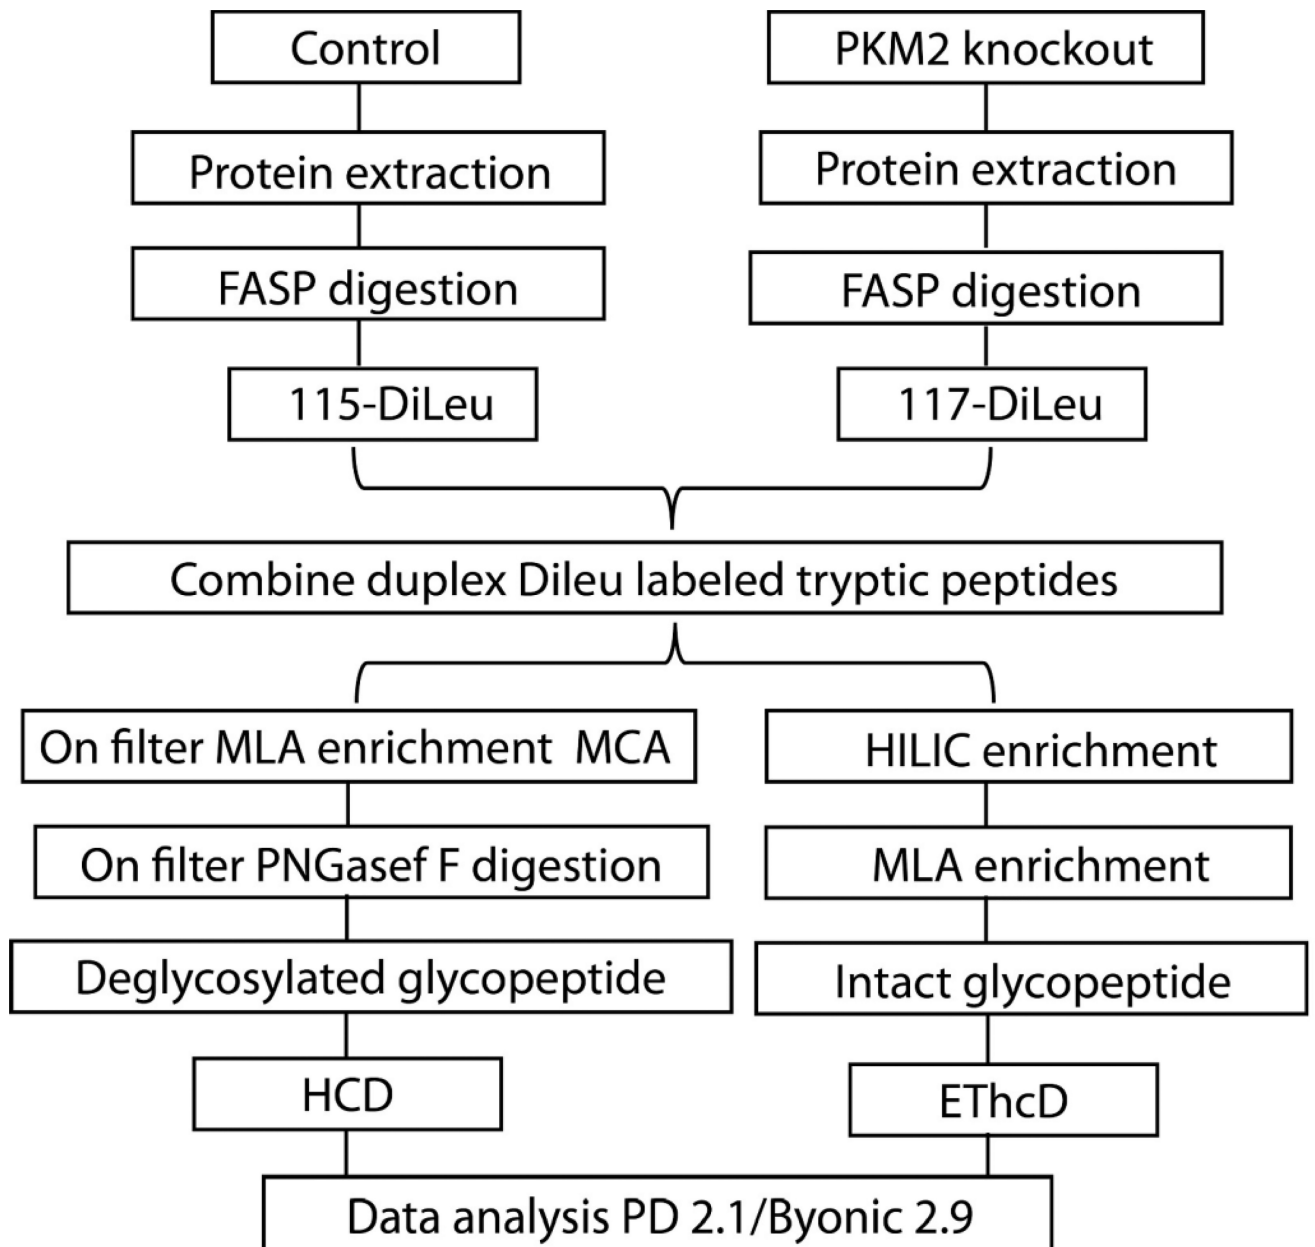 Control
PKM2 knockout
Protein extraction
Protein extraction
FASP digestion
FASP digestion
115-DiLeu
117-DiLeu
Combine duplex Dileu labeled tryptic peptides
On filter MLA enrichment MCA
HILIC enrichment
On filter PNGasef F digestion
MLA enrichment
Deglycosylated glycopeptide
Intact glycopeptide
HCD
EThcD
Data analysis PD 2.1/Byonic 2.9